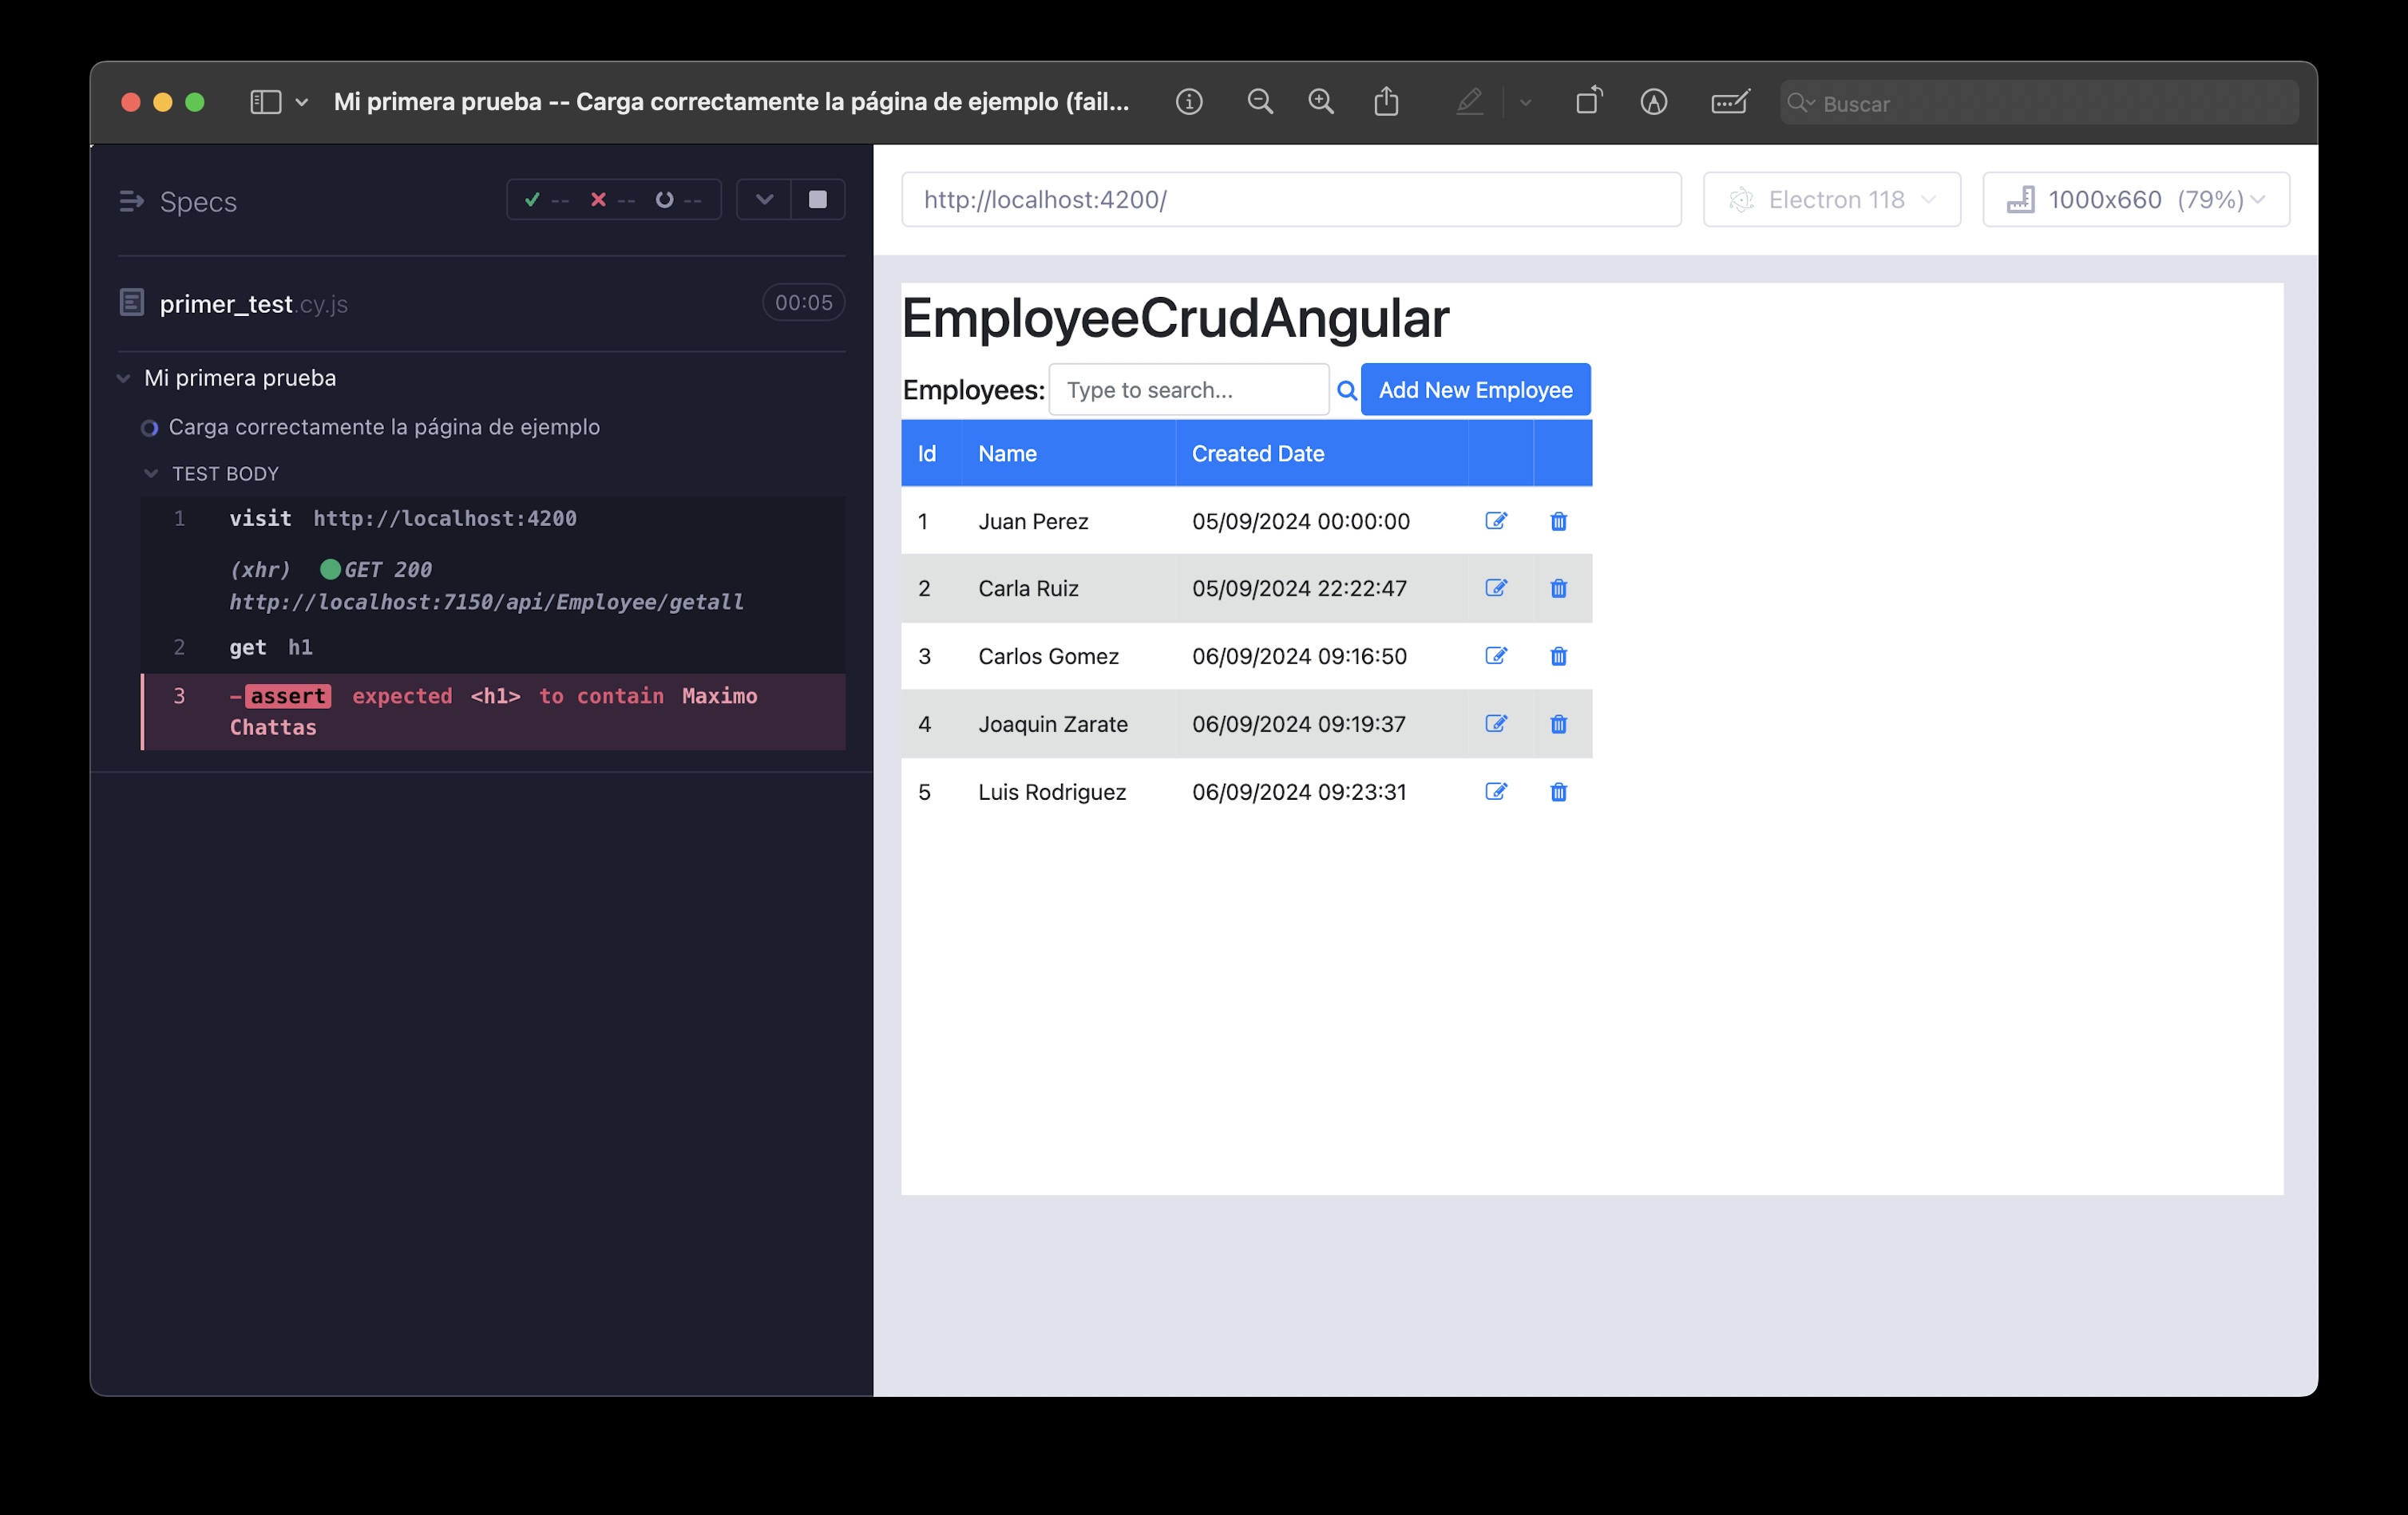 Mi primera prueba -- Carga correctamente la página de ejemplo (fail...
Buscar
Specs
-- -- --
primer_test.cy.js
00:05
Mi primera prueba
Carga correctamente la página de ejemplo
TEST BODY
1 visit http://localhost:4200
(xhr) GET 200
http://localhost:7150/api/Employee/getall
2 get h1
3 -assert expected <h1> to contain Maximo
Chattas
http://localhost:4200/
Electron 118
1000x660 (79%)
EmployeeCrudAngular
Employees: Type to search... Add New Employee
Id Name Created Date
1 Juan Perez 05/09/2024 00:00:00
2 Carla Ruiz 05/09/2024 22:22:47
3 Carlos Gomez 06/09/2024 09:16:50
4 Joaquin Zarate 06/09/2024 09:19:37
5 Luis Rodriguez 06/09/2024 09:23:31